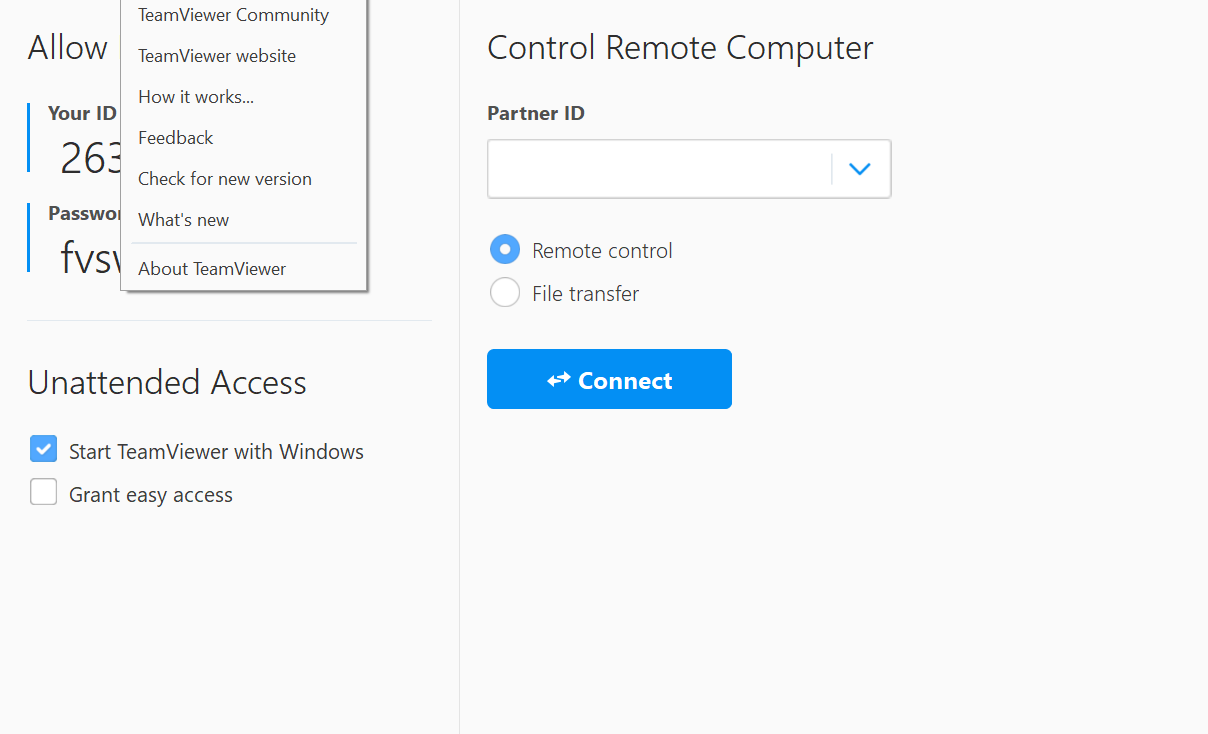 TeamViewer Community
TeamViewer website
How it works...
Feedback
Check for new version
What's new
About TeamViewer
Allow
Your ID
263
Unattended Access
Start TeamViewer with Windows
Grant easy access
Control Remote Computer
Partner ID
Remote control
File transfer
Connect